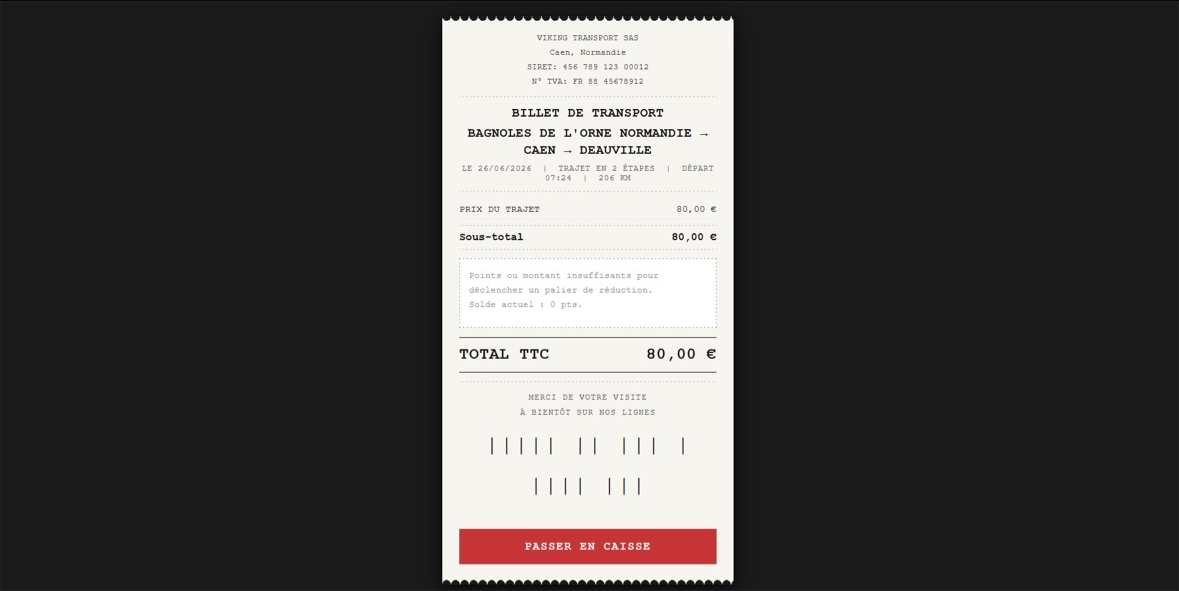 VIKING TRANSPORT SAS
Caen, Normandie
SIRET: 456 789 123 00012
N° TVA: FR 88 45678912
BILLET DE TRANSPORT
BAGNOLES DE L'ORNE NORMANDIE →
CAEN → DEAUVILLE
LE 26/06/2026 | TRAJET EN 2 ÉTAPES | DÉPART
07:24 | 206 KM
PRIX DU TRAJET 80,00 €
Sous-total 80,00 €
Points ou montant insuffisants pour
déclencher un palier de réduction.
Solde actuel : 0 pts.
TOTAL TTC 80,00 €
MERCI DE VOTRE VISITE
À BIENTÔT SUR NOS LIGNES
PASSER EN CAISSE